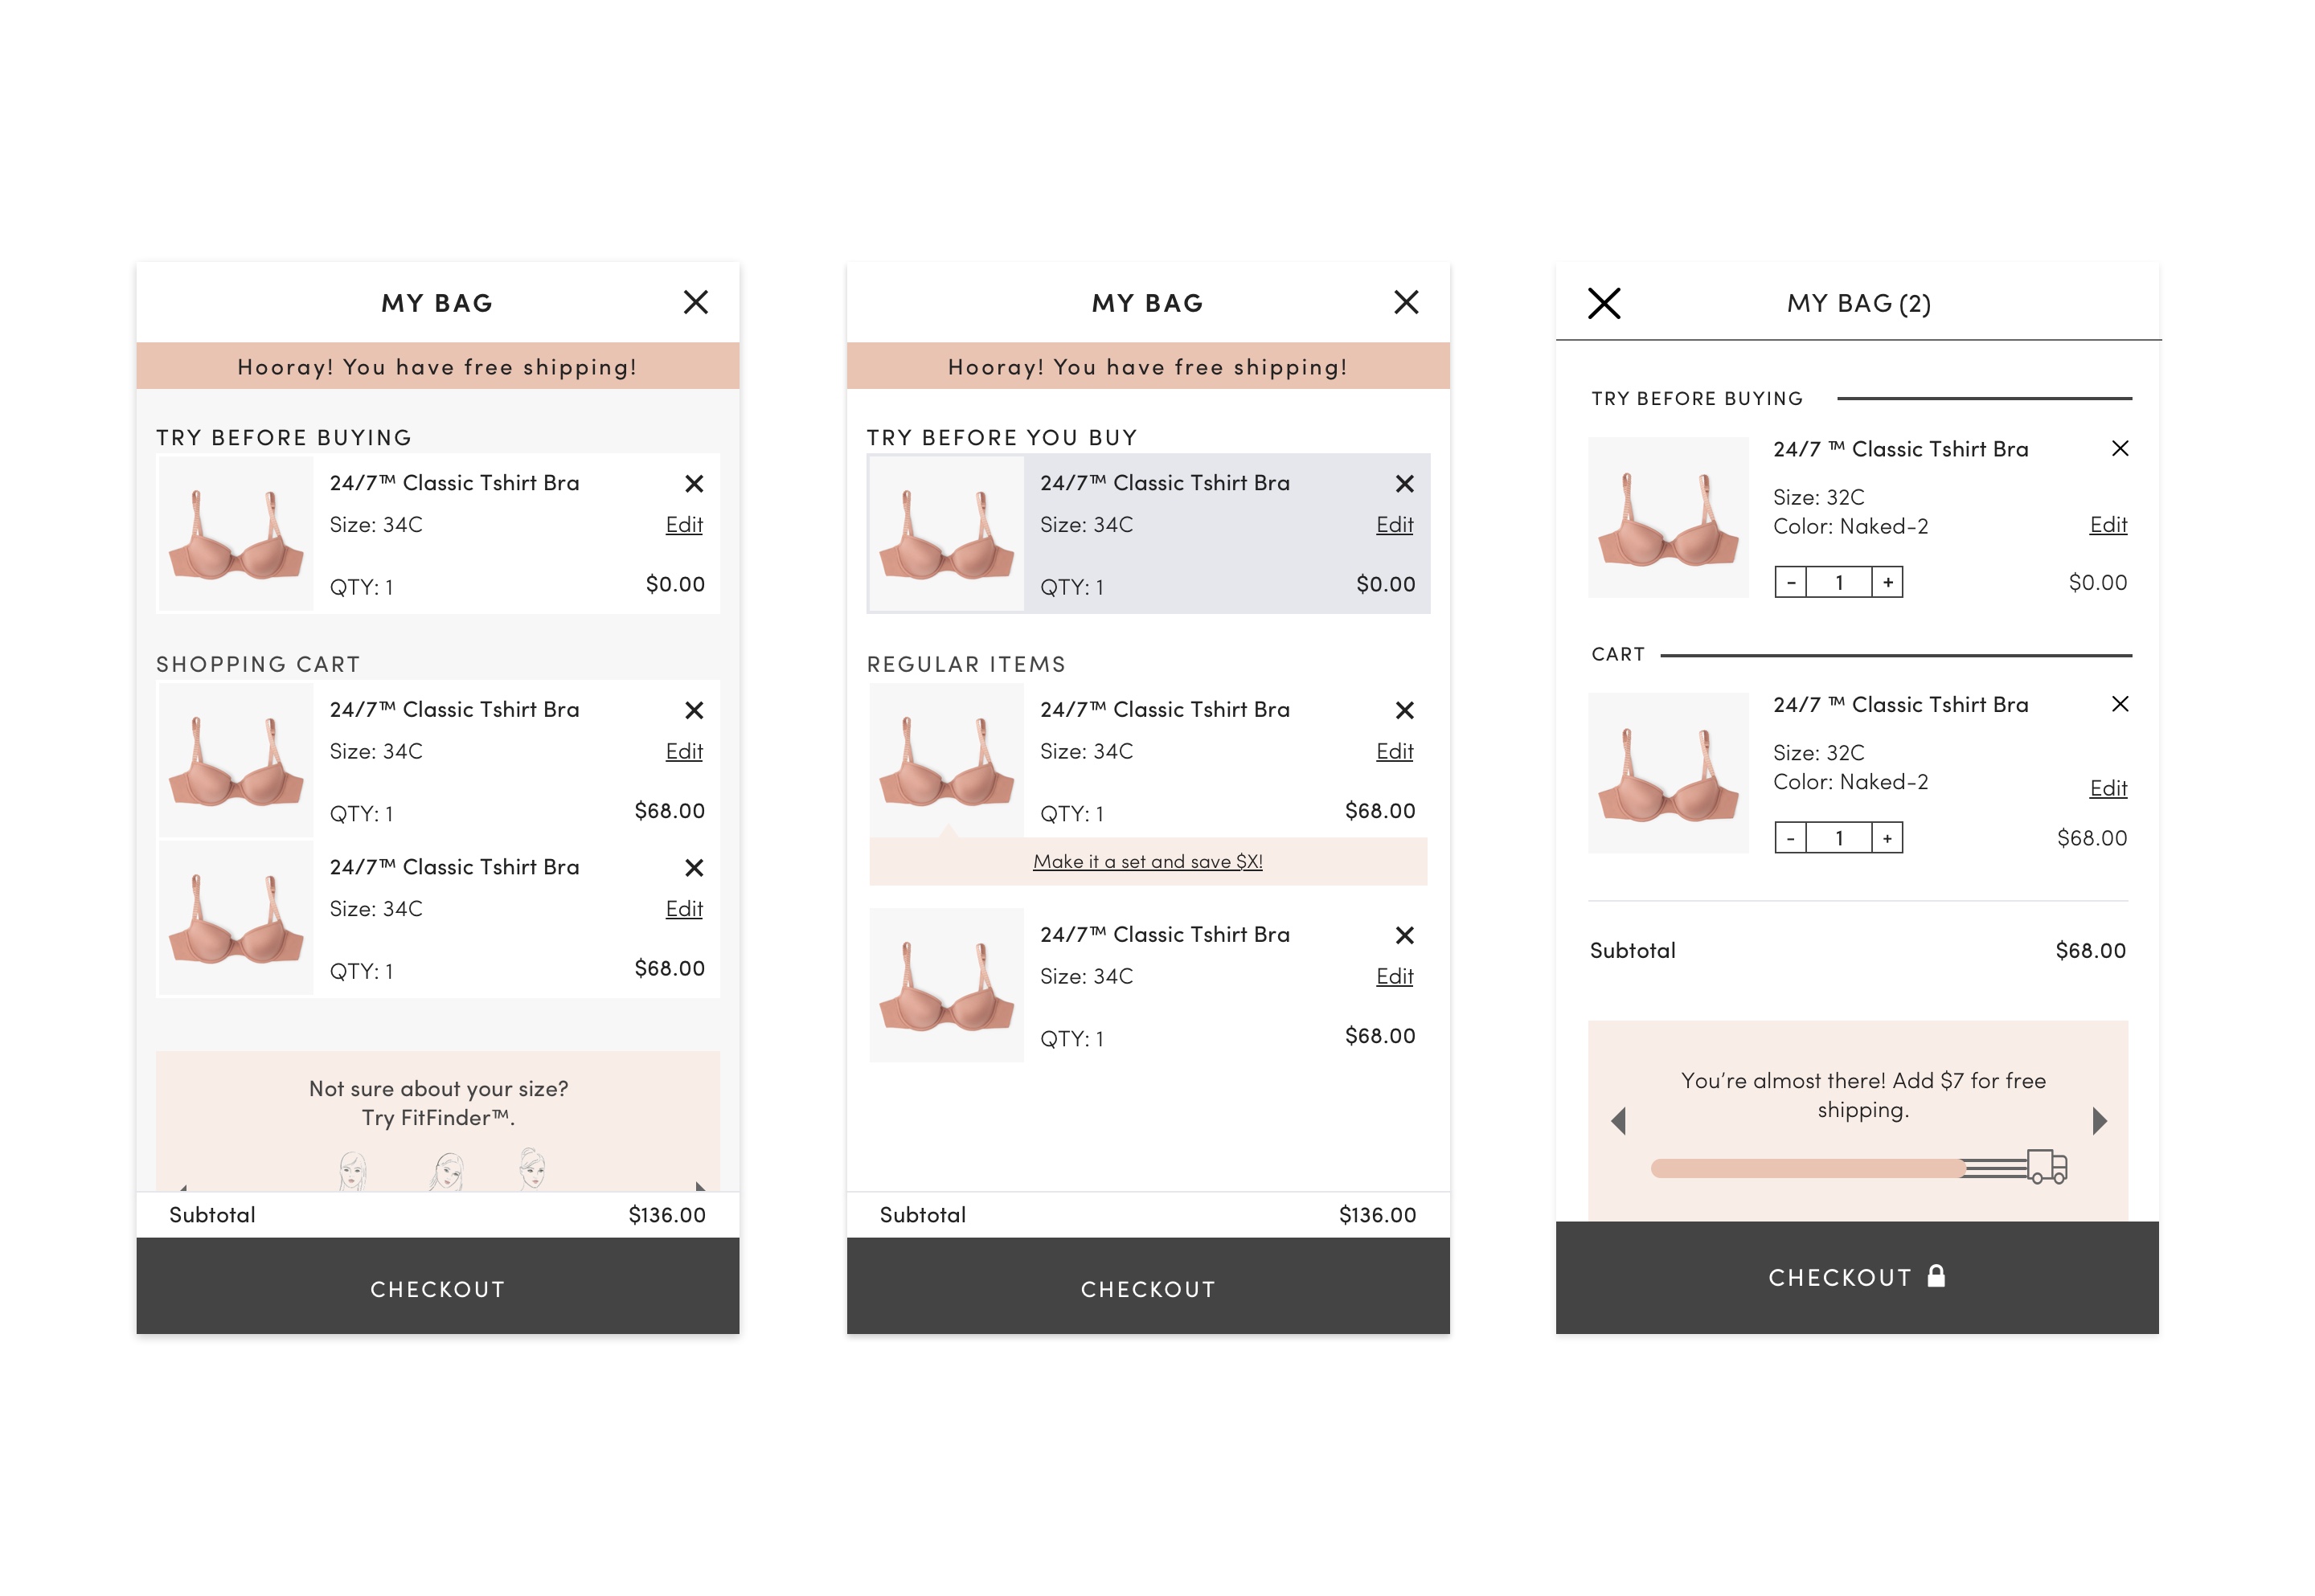 MY BAG
Hooray! You have free shipping!
TRY BEFORE BUYING
24/7™ Classic Tshirt Bra
Size: 34C
Edit
QTY: 1
$0.00
SHOPPING CART
24/7™ Classic Tshirt Bra
Size: 34C
Edit
QTY: 1
$68.00
24/7™ Classic Tshirt Bra
Size: 34C
Edit
QTY: 1
$68.00
Not sure about your size?
Try FitFinder™.
Subtotal
$136.00
CHECKOUT
MY BAG
Hooray! You have free shipping!
TRY BEFORE YOU BUY
24/7™ Classic Tshirt Bra
Size: 34C
Edit
QTY: 1
$0.00
REGULAR ITEMS
24/7™ Classic Tshirt Bra
Size: 34C
Edit
QTY: 1
$68.00
Make it a set and save $X!
24/7™ Classic Tshirt Bra
Size: 34C
Edit
QTY: 1
$68.00
Subtotal
$136.00
CHECKOUT
MY BAG (2)
TRY BEFORE BUYING
24/7 ™ Classic Tshirt Bra
Size: 32C
Color: Naked-2
Edit
- 1 +
$0.00
CART
24/7 ™ Classic Tshirt Bra
Size: 32C
Color: Naked-2
Edit
- 1 +
$68.00
Subtotal
$68.00
You’re almost there! Add $7 for free
shipping.
CHECKOUT